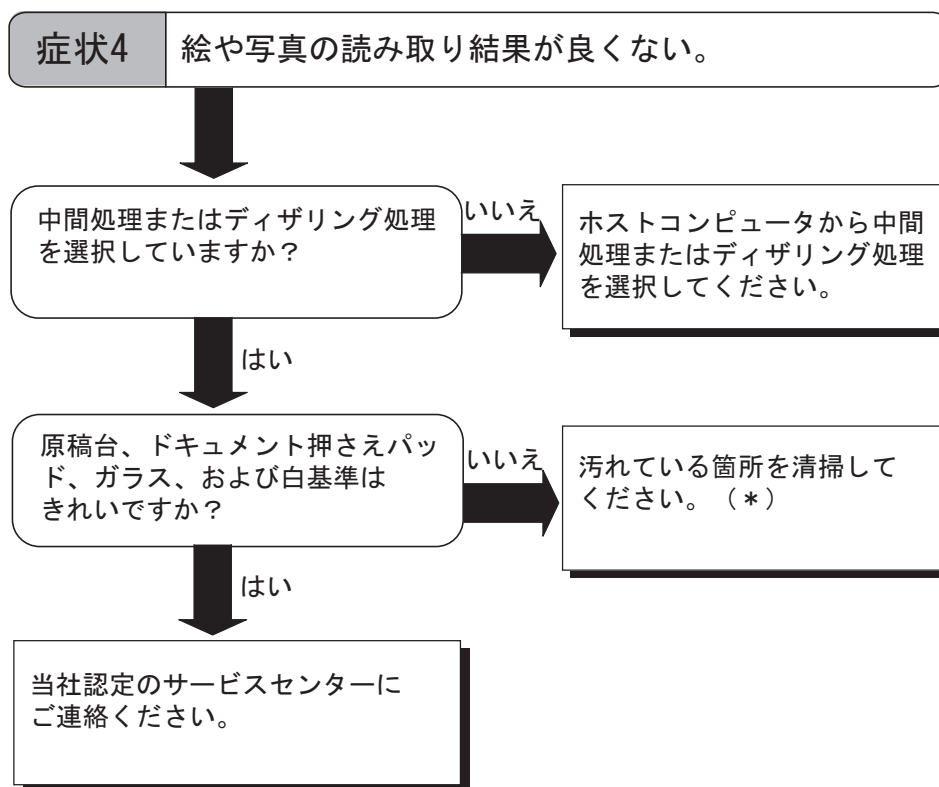 症状4 絵や写真の読み取り結果が良くない。
中間処理またはディザリング処理
を選択していますか？
いいえ
ホストコンピュータから中間
処理またはディザリング処理
を選択してください。
はい
原稿台、ドキュメント押さえパッ
ド、ガラス、および白基準は
きれいですか？
いいえ
汚れている箇所を清掃して
ください。（＊）
はい
当社認定のサービスセンターに
ご連絡ください。